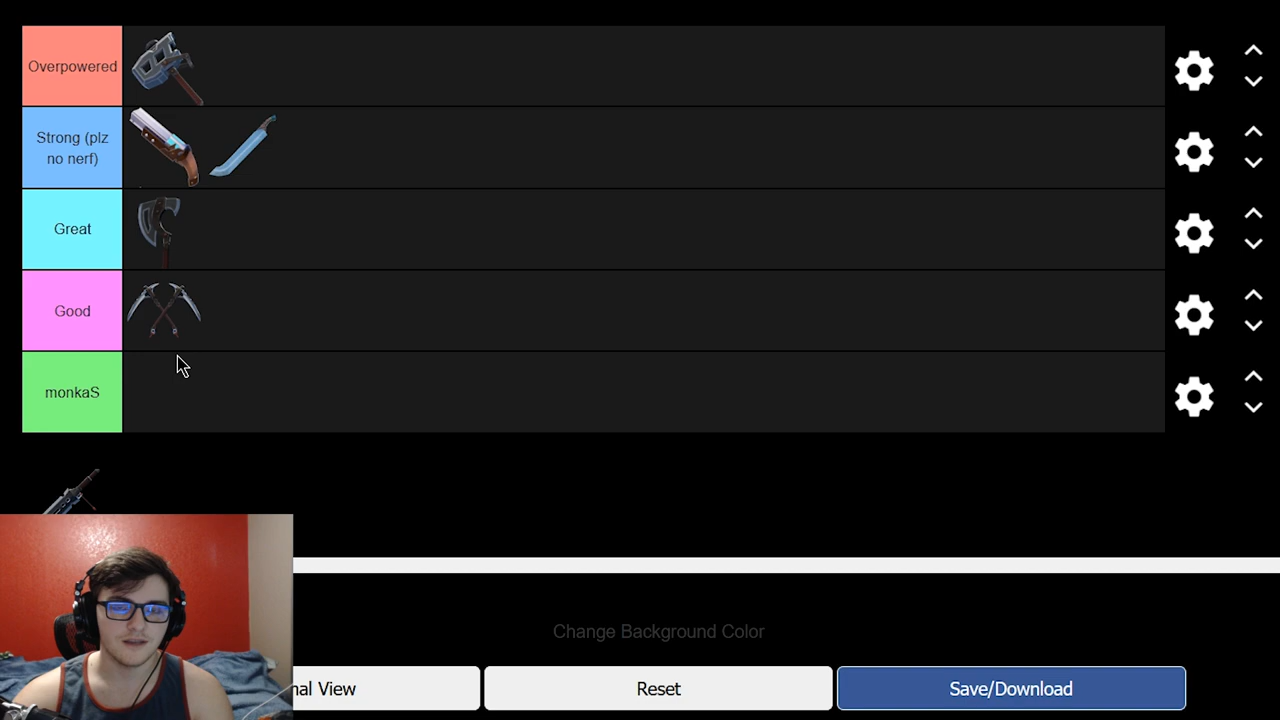 Overpowered
Strong (plz
no nerf)
Great
Good
monkaS
Change Background Color
nal View
Reset
Save/Download